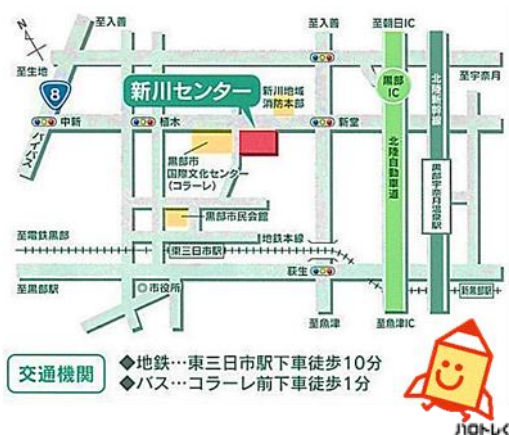 N
至入善
至入善
至朝日IC
至生地
至宇奈月
8
バイパス
中新
植木
新川センター
新川地域
消防本部
新堂
黒部
IC
北陸新幹線
北陸自動車道
黒部宇奈月温泉駅
黒部市
国際文化センター
(コラーレ)
黒部市民会館
至電鉄黒部
地鉄本線
東三日市駅
荻生
至黒部駅
◎市役所
新黒部駅
至魚津
至魚津IC
交通機関
◆地鉄…東三日市駅下車徒歩10分
◆バス…コラーレ前下車徒歩1分
ハロトレくん